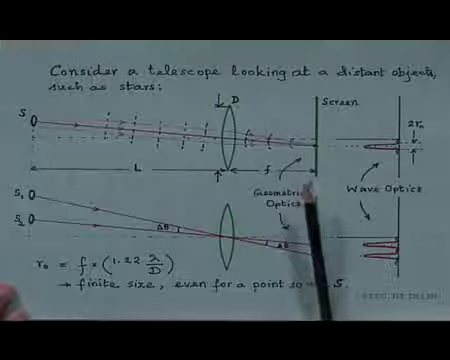 Consider a telescope looking at a distant objects,
such as stars:
S
D
Screen
2r₀
L
f
Geometric
Optics
Wave Optics
S₁
S₂
Δθ
Δθ
r₀ = f × (1.22 λ/D)
→ finite size, even for a point so S.